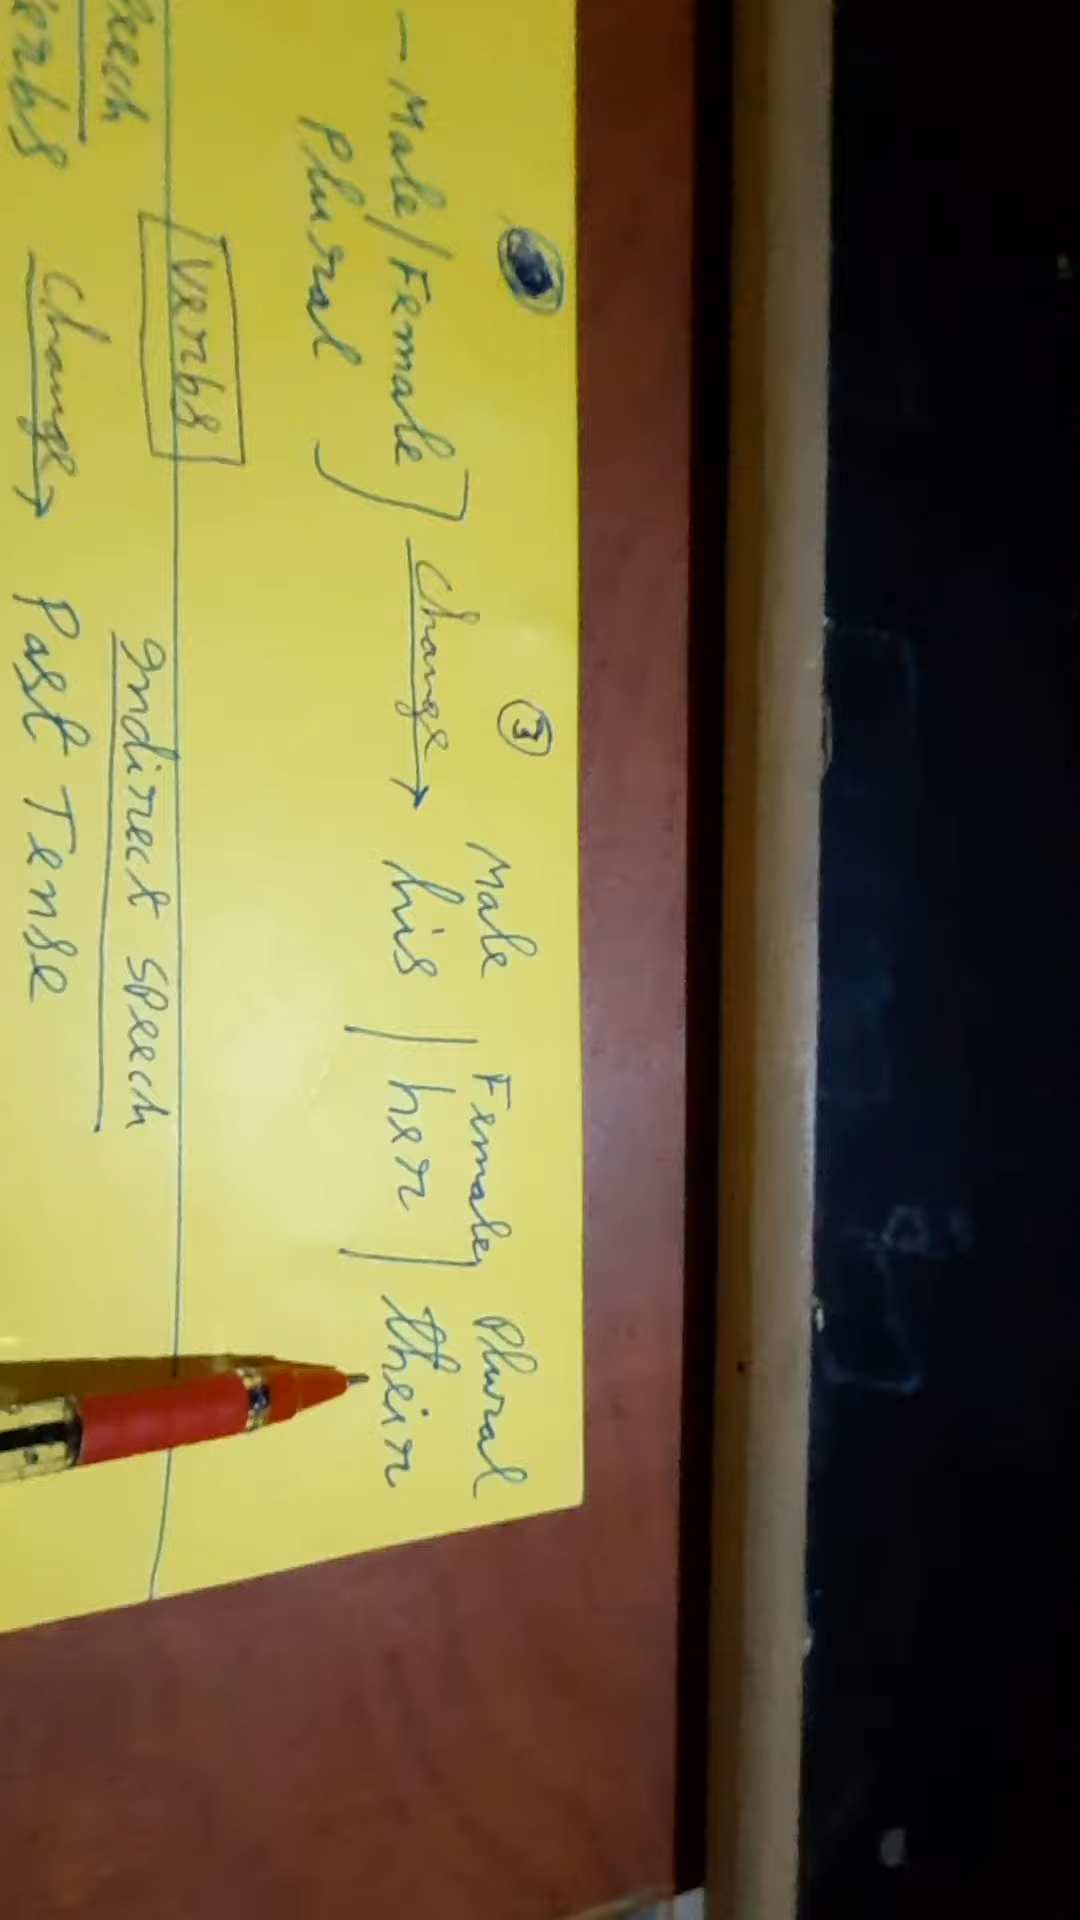 ③
Male Female Plural
— Male/Female] change→ his | her | their
Plural
Verbs
Indirect speech
change→ Past Tense